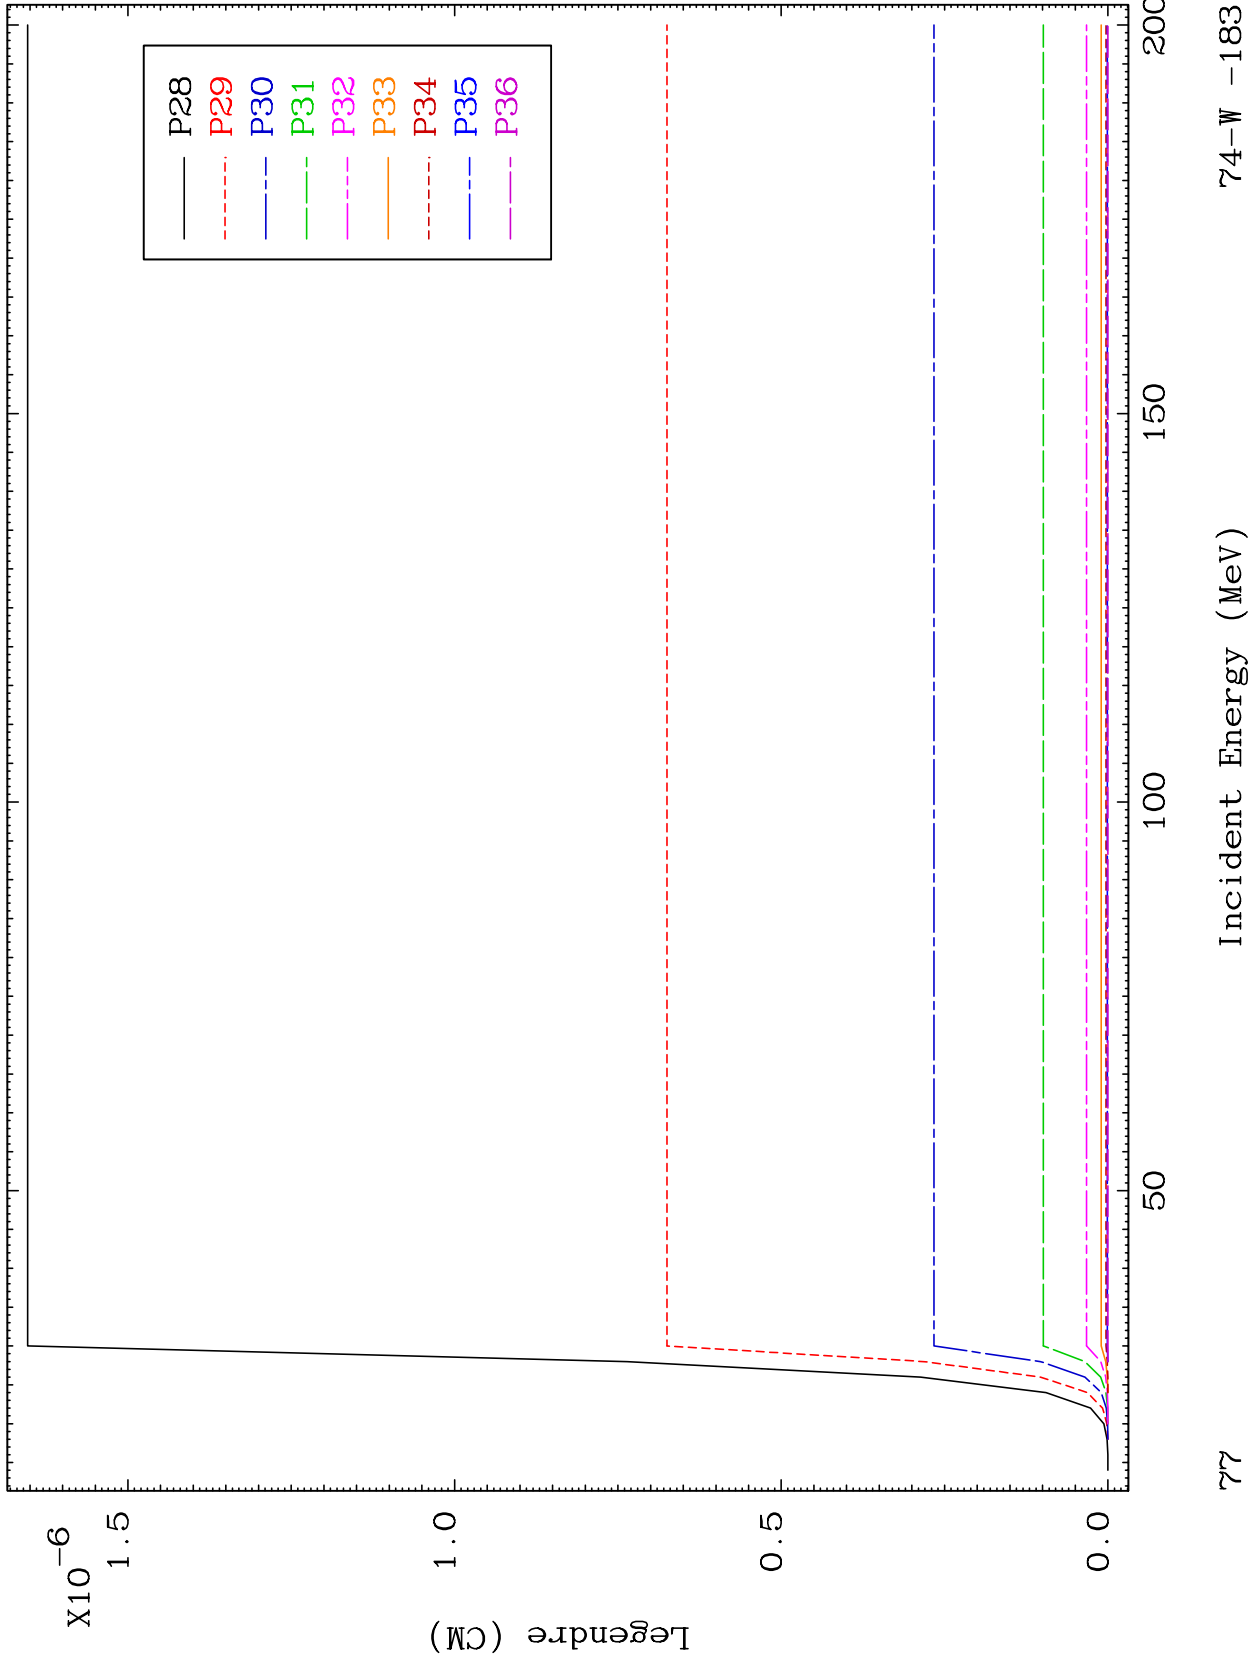 X10-6
1.5
1.0
0.5
0.0
Legendre (CM)
P28
P29
P30
P31
P32
P33
P34
P35
P36
50
100
150
200
77
Incident Energy (MeV)
74-W -183